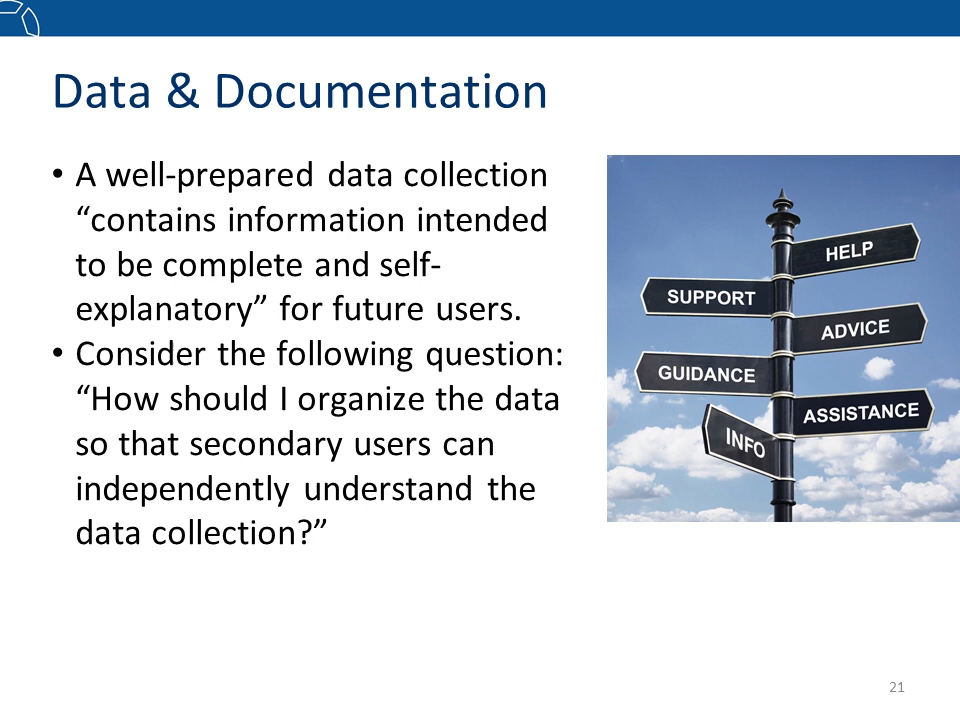 Data & Documentation
• A well-prepared data collection
“contains information intended
to be complete and self-
explanatory” for future users.
• Consider the following question:
“How should I organize the data
so that secondary users can
independently understand the
data collection?”
HELP
SUPPORT
ADVICE
GUIDANCE
ASSISTANCE
INFO
21